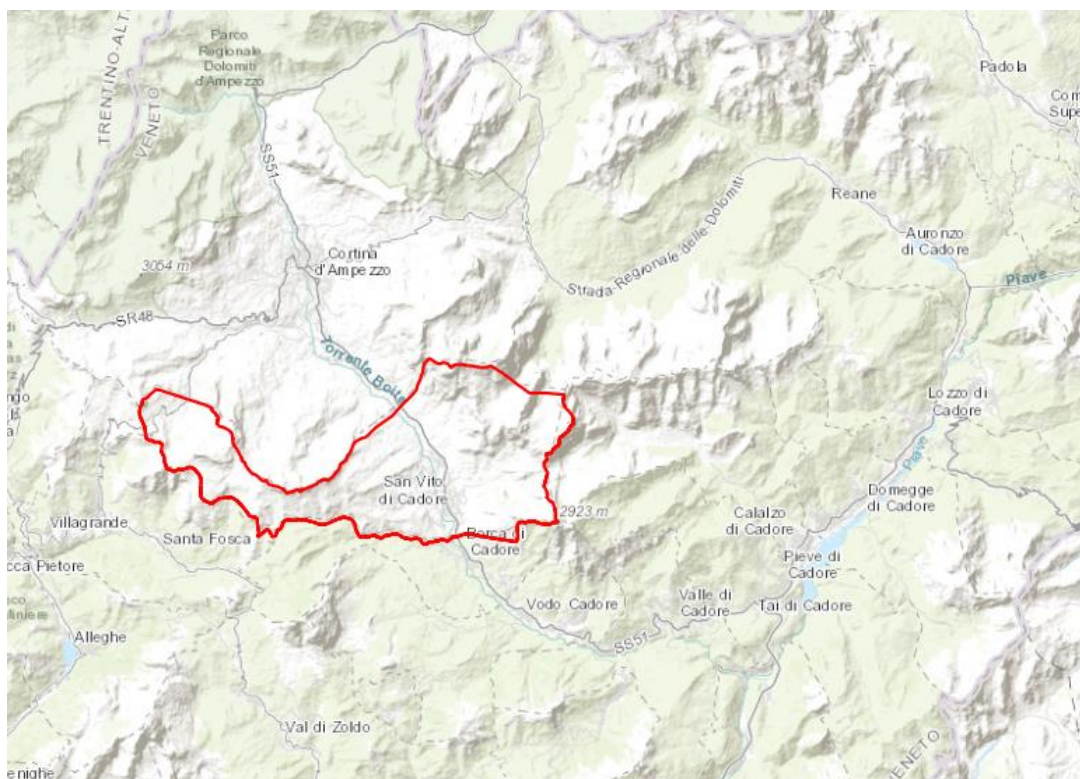 Parco
Regionale
Dolomiti
d'Ampezzo
TRENTINO-ALT
VENETO
SS51
Padola
Com
Supe
Reane
Auronzo
di Cadore
Cortina
d'Ampezzo
3054 m
Strada Regionale delle Dolomiti
Piave
SR48
Torrente Boite
Lozzo di
Cadore
Piave
San Vito
di Cadore
Domegge
di Cadore
Villagrande
Santa Fosca
Borca di
Cadore
2923 m
Calalzo
di Cadore
cca Pietore
Pieve di
Cadore
Vodo Cadore
Valle di
Cadore
Tai di Cadore
SS51
Alleghe
Val di Zoldo
VENETO
enighe